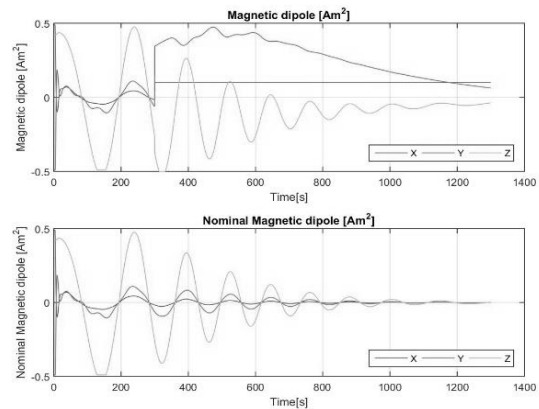 Magnetic dipole [Am²]
Magnetic dipole [Am²]
0.5
0
-0.5
X Y Z
0 200 400 600 800 1000 1200 1400
Time[s]
Nominal Magnetic dipole [Am²]
Nominal Magnetic dipole [Am²]
0.5
0
-0.5
X Y Z
0 200 400 600 800 1000 1200 1400
Time[s]